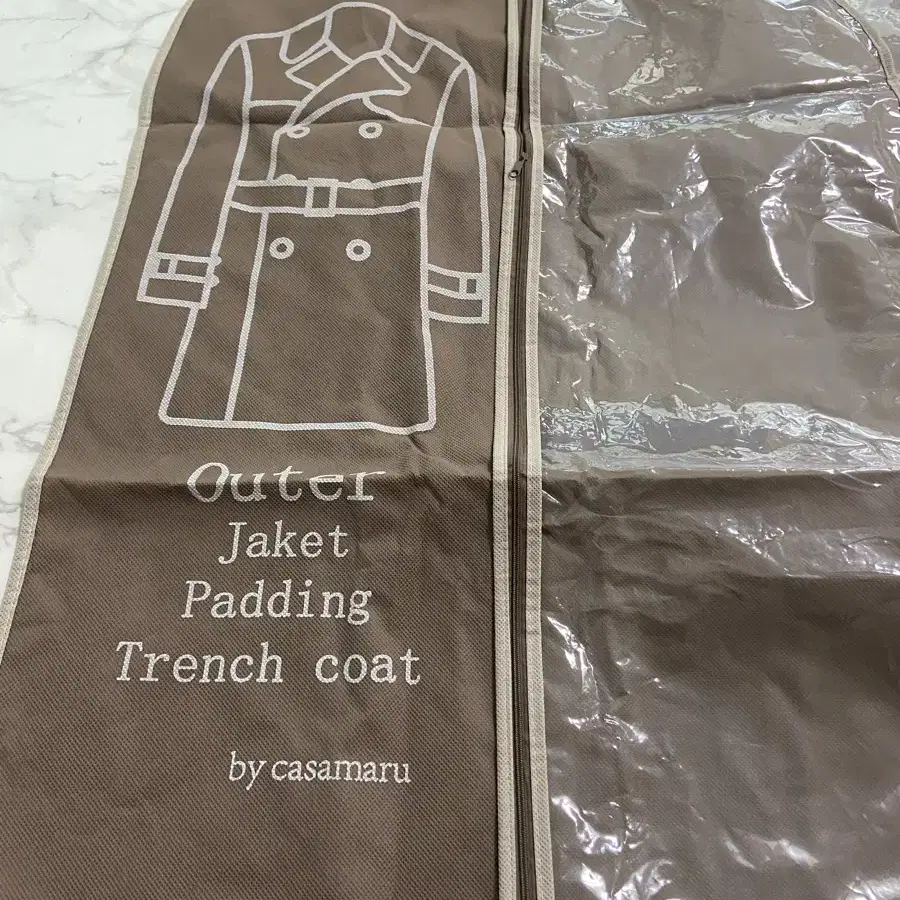 Outer
Jaket
Padding
Trench coat
by casamaru